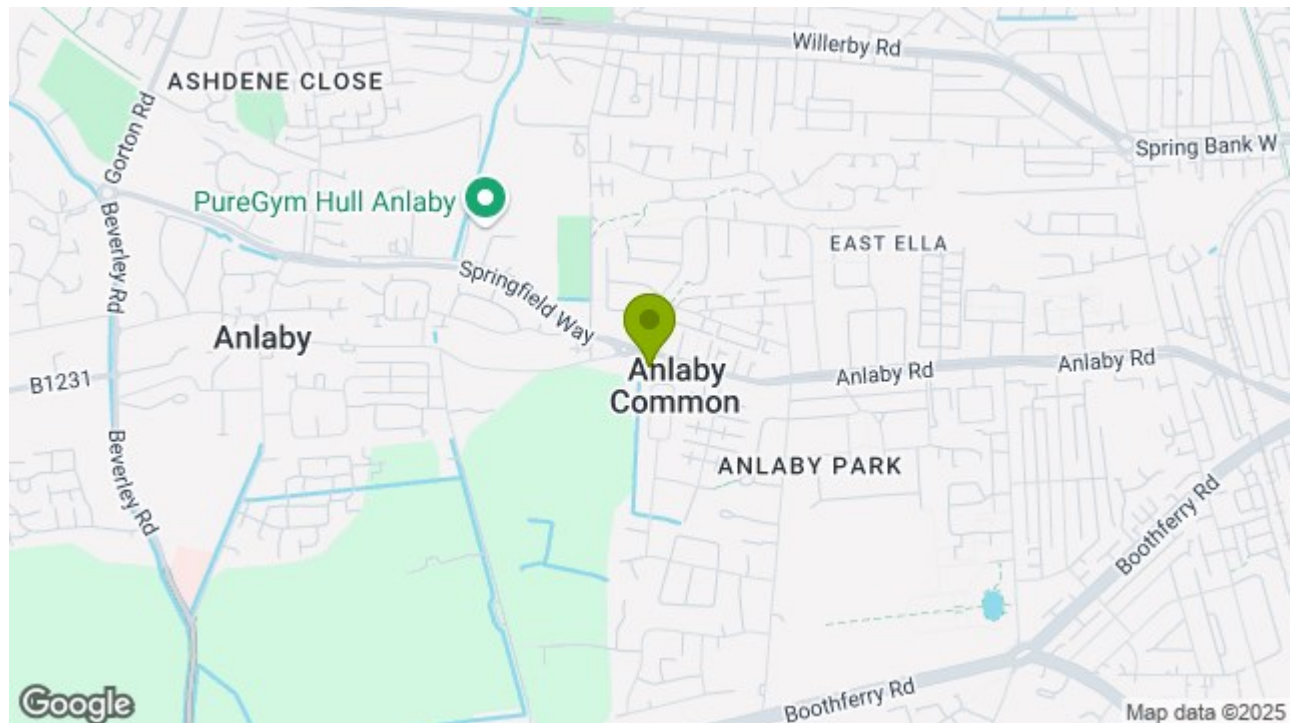 Willerby Rd
ASHDENE CLOSE
Gorton Rd
Spring Bank W
PureGym Hull Anlaby
Beverley Rd
EAST ELLA
Springfield Way
Anlaby
B1231
Anlaby
Common
Anlaby Rd
Anlaby Rd
Beverley Rd
ANLABY PARK
Boothferry Rd
Boothferry Rd
Google
Map data ©2025